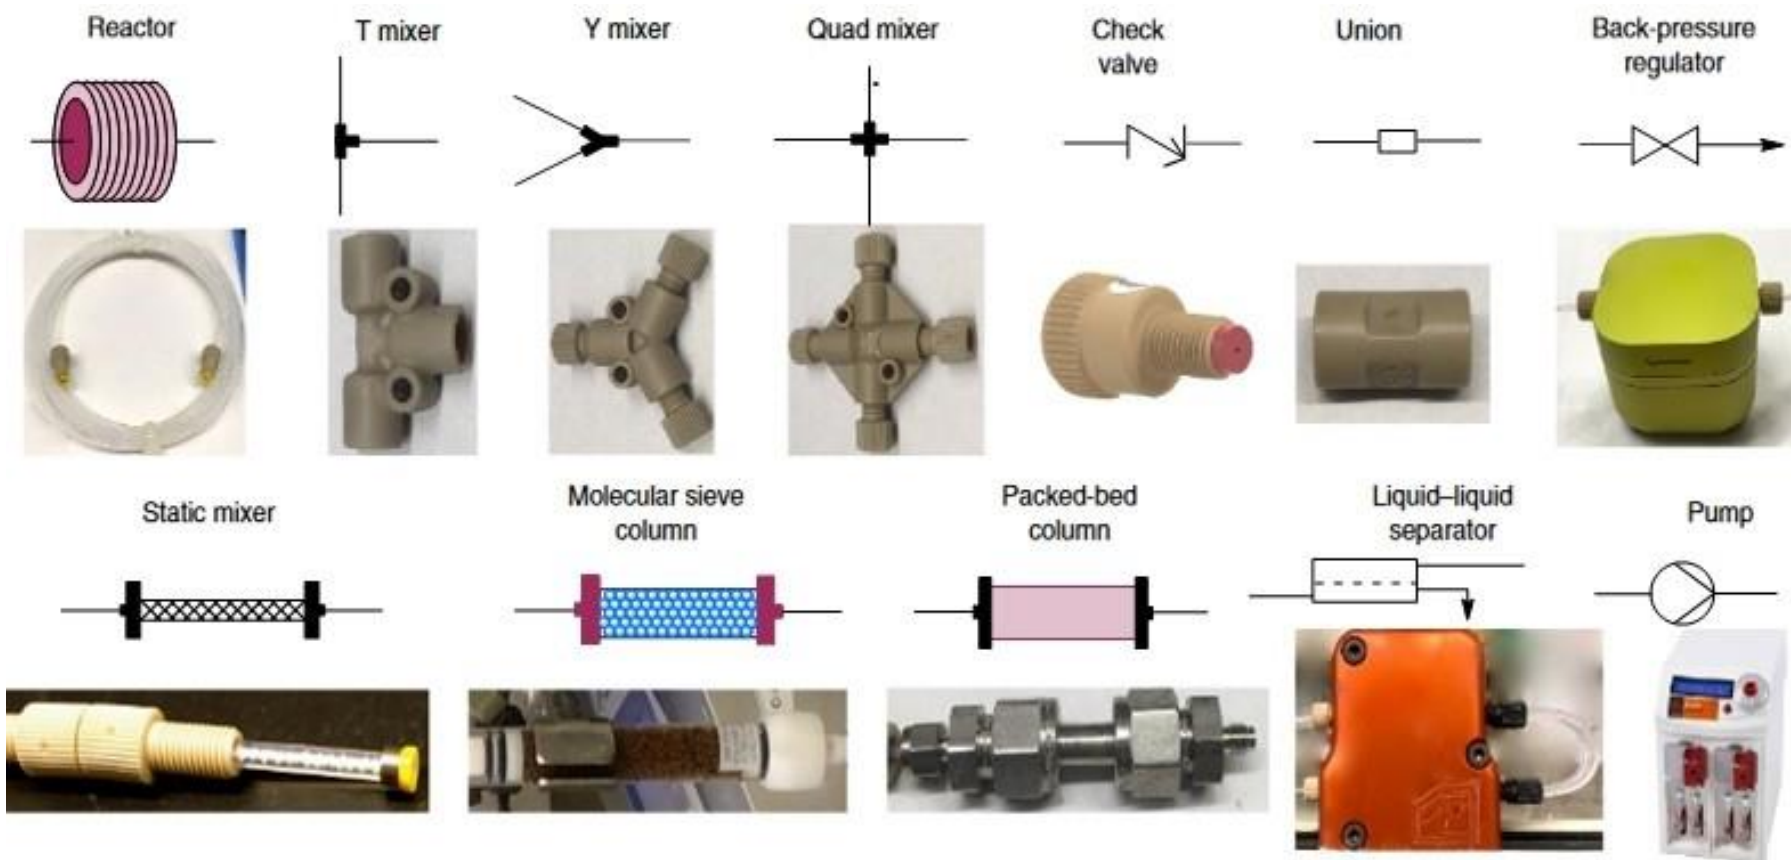 Reactor
T mixer
Y mixer
Quad mixer
Check
valve
Union
Back-pressure
regulator
Static mixer
Molecular sieve
column
Packed-bed
column
Liquid–liquid
separator
Pump